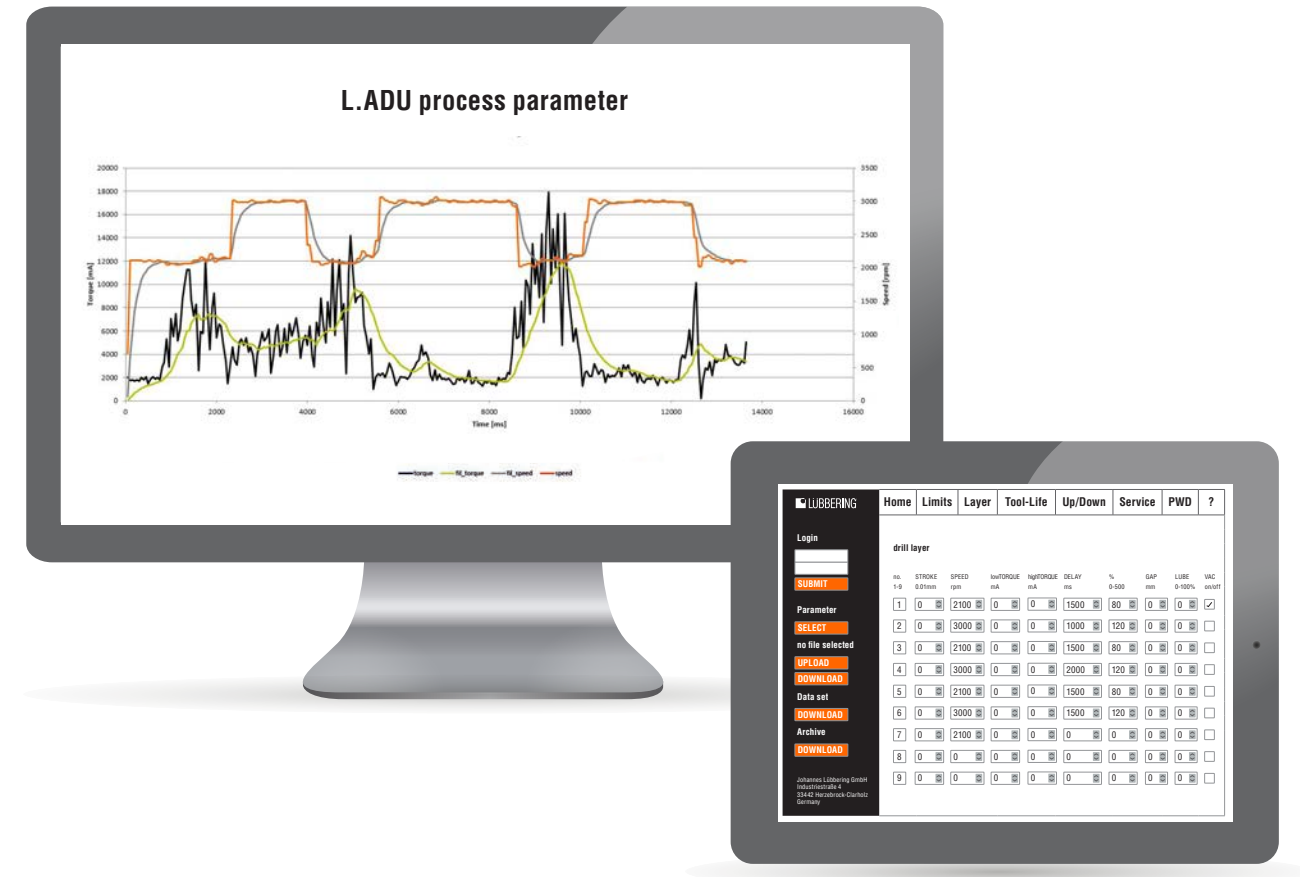 L.ADU process parameter
20000
18000
16000
14000
12000
10000
8000
6000
4000
2000
0
Torque [mA]
3500
3000
2500
2000
1500
1000
500
0
Speed [rpm]
0 2000 4000 6000 8000 10000 12000 14000 16000
Time [ms]
torque fil_torque fil_speed speed
LÜBBERING
Home Limits Layer Tool-Life Up/Down Service PWD ?
Login
SUBMIT
Parameter
SELECT
no file selected
UPLOAD
DOWNLOAD
Data set
DOWNLOAD
Archive
DOWNLOAD
Johannes Lübbering GmbH
Industriestraße 4
33442 Herzebrock-Clarholz
Germany
drill layer
no. STROKE SPEED lowTORQUE highTORQUE DELAY % GAP LUBE VAC
1-9 0.01mm rpm mA mA ms 0-500 mm 0-100% on/off
1 0 2100 0 0 1500 80 0 0
2 0 3000 0 0 1000 120 0 0
3 0 2100 0 0 1500 80 0 0
4 0 3000 0 0 2000 120 0 0
5 0 2100 0 0 1500 80 0 0
6 0 3000 0 0 1500 120 0 0
7 0 2100 0 0 0 0 0 0
8 0 0 0 0 0 0 0 0
9 0 0 0 0 0 0 0 0